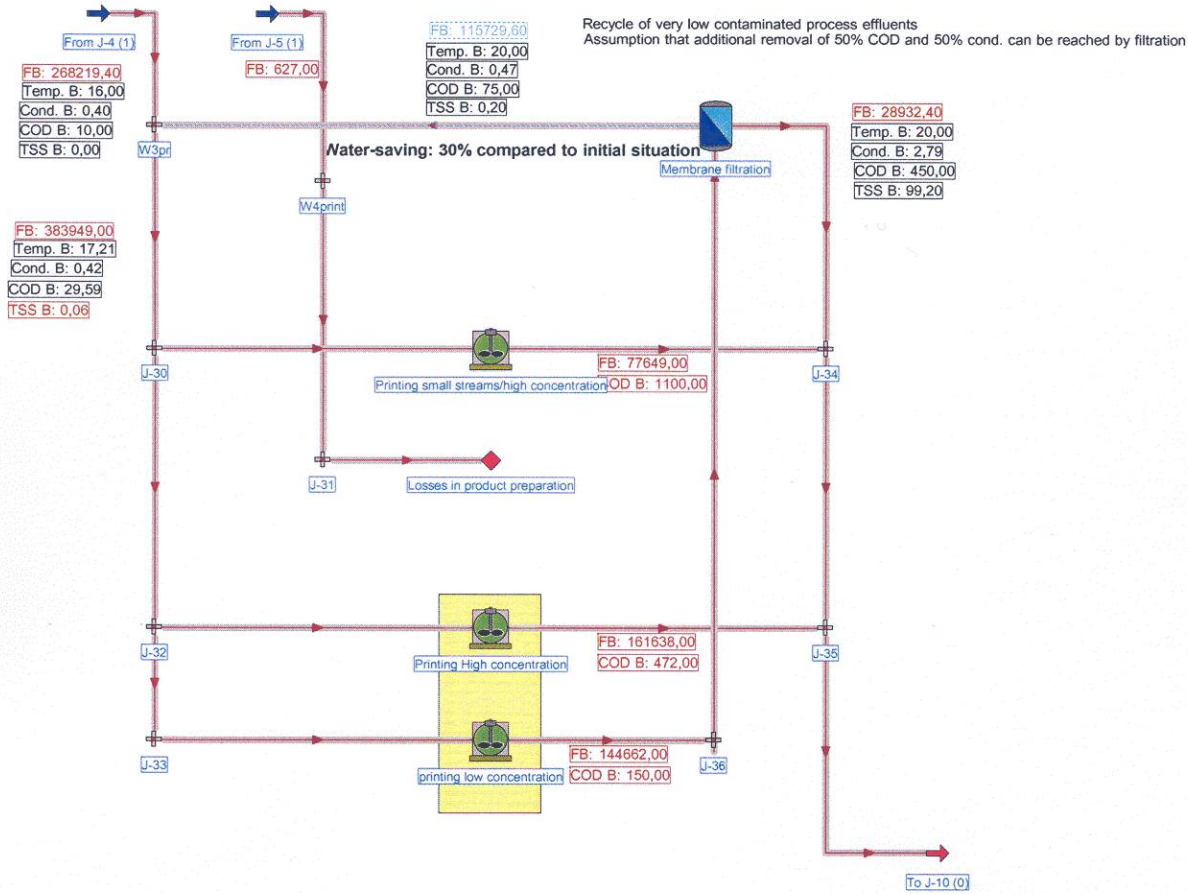 Recycle of very low contaminated process effluents
Assumption that additional removal of 50% COD and 50% cond. can be reached by filtration
From J-4 (1)
From J-5 (1)
FB: 115729,60
Temp. B: 20,00
Cond. B: 0,47
COD B: 75,00
TSS B: 0,20
FB: 268219,40
Temp. B: 16,00
Cond. B: 0,40
COD B: 10,00
TSS B: 0,00
FB: 627,00
FB: 28932,40
Temp. B: 20,00
Cond. B: 2,79
COD B: 450,00
TSS B: 99,20
W3pr
Water-saving: 30% compared to initial situation
Membrane filtration
W4print
FB: 383949,00
Temp. B: 17,21
Cond. B: 0,42
COD B: 29,59
TSS B: 0,06
J-30
Printing small streams/high concentration
FB: 77649,00
COD B: 1100,00
J-34
J-31
Losses in product preparation
J-32
Printing High concentration
FB: 161638,00
COD B: 472,00
J-35
J-33
printing low concentration
FB: 144662,00
COD B: 150,00
J-36
To J-10 (0)